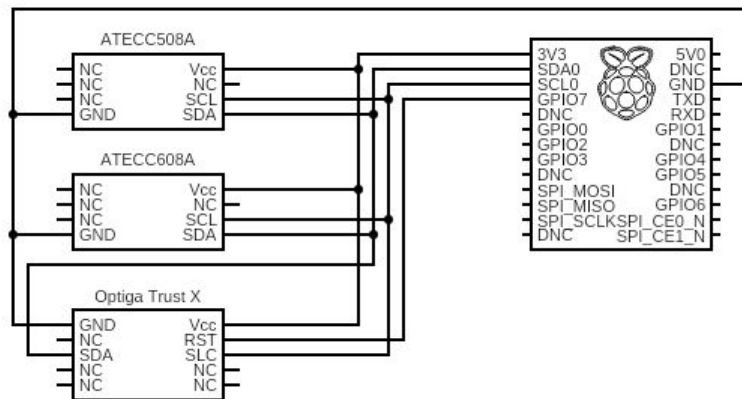 ATECC508A
NC Vcc
NC NC
NC SCL
GND SDA
ATECC608A
NC Vcc
NC NC
NC SCL
GND SDA
Optiga Trust X
GND Vcc
NC RST
SDA SLC
NC NC
NC NC
3V3 5V0
SDA0 DNC
SCL0 GND
GPIO7 TXD
DNC RXD
GPIO0 GPIO1
GPIO2 DNC
GPIO3 GPIO4
DNC GPIO5
SPI_MOSI DNC
SPI_MISO GPIO6
SPI_SCLK SPI_CE0_N
DNC SPI_CE1_N